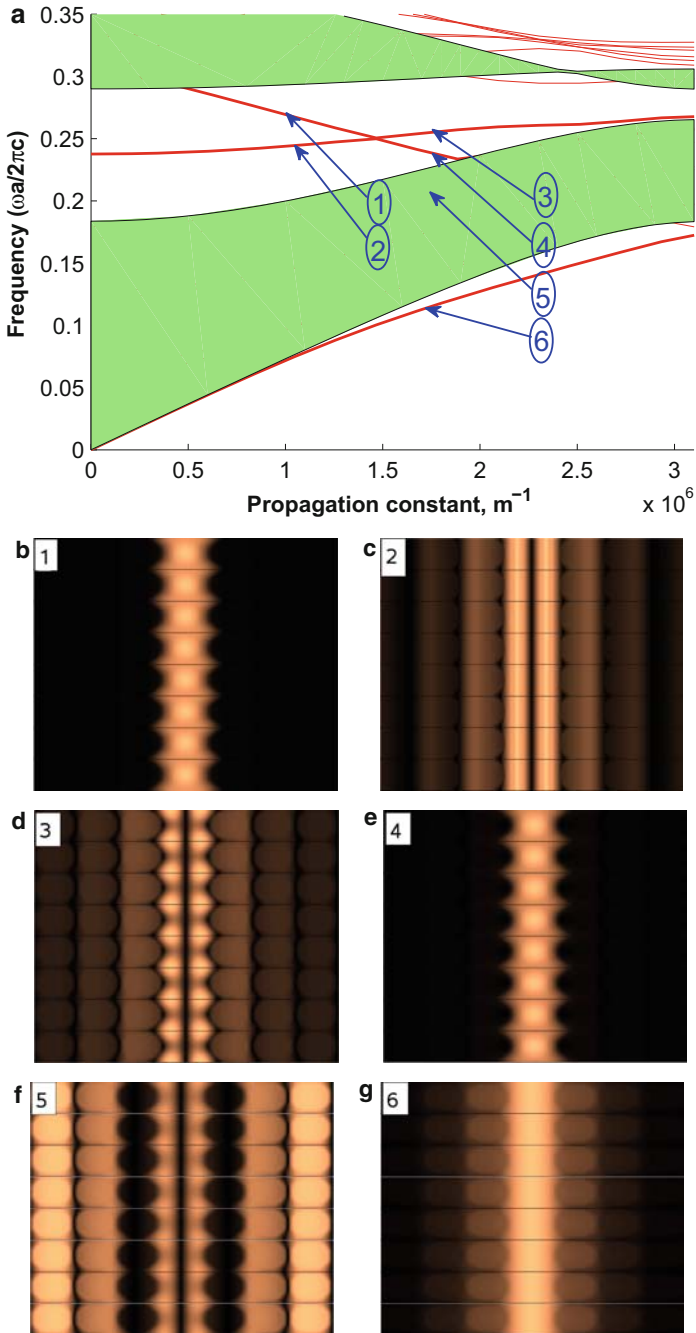 a
0.35
0.3
0.25
0.2
0.15
0.1
0.05
0
Frequency (ωa/2πc)
1
2
3
4
5
6
0 0.5 1 1.5 2 2.5 3
Propagation constant, m⁻¹ x 10⁶
b 1
c 2
d 3
e 4
f 5
g 6